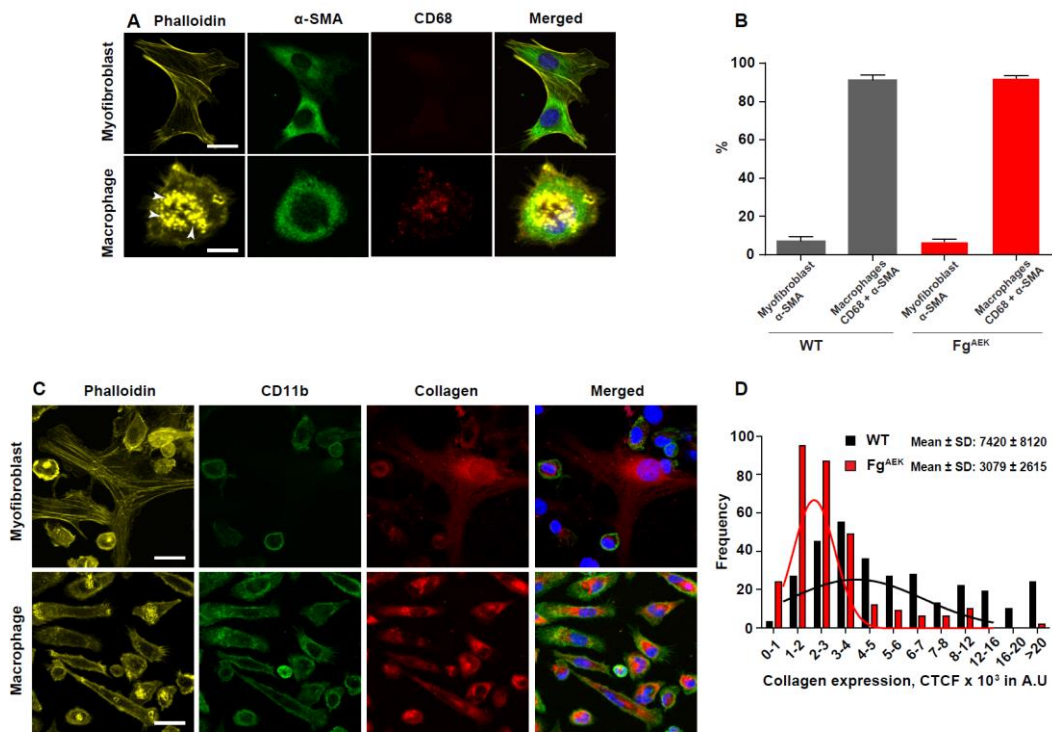 A
Phalloidin α-SMA CD68 Merged
Myofibroblast
Macrophage
B
100
80
60
40
20
0
%
Myofibroblast
α-SMA
Macrophages
CD68 + α-SMA
Myofibroblast
α-SMA
Macrophages
CD68 + α-SMA
WT
Fg^AEK
C
Phalloidin CD11b Collagen Merged
Myofibroblast
Macrophage
D
WT Mean ± SD: 7420 ± 8120
Fg^AEK Mean ± SD: 3079 ± 2615
100
80
60
40
20
0
Frequency
0-1
1-2
2-3
3-4
4-5
5-6
6-7
7-8
8-12
12-16
16-20
>20
Collagen expression, CTCF x 10³ in A.U